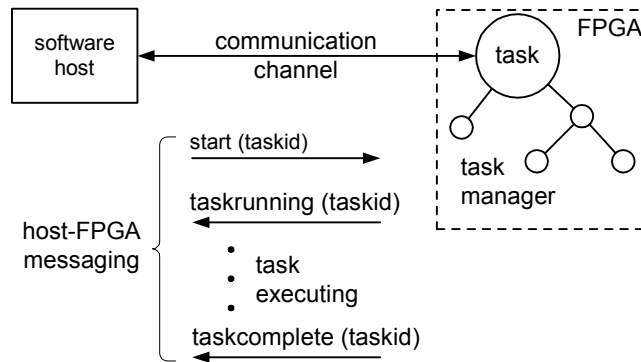 software
host
communication
channel
FPGA
task
task
manager
start (taskid)
taskrunning (taskid)
host-FPGA
messaging
task
executing
taskcomplete (taskid)